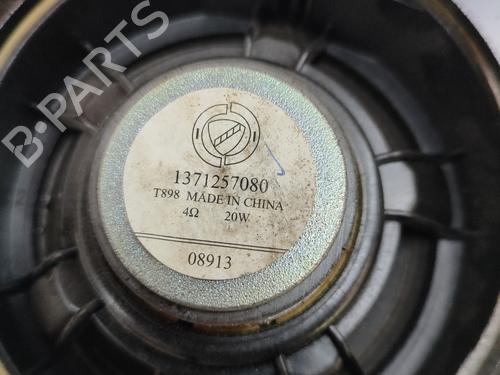 B-PARTS
1371257080
T898 MADE IN CHINA
4Ω 20W
08913